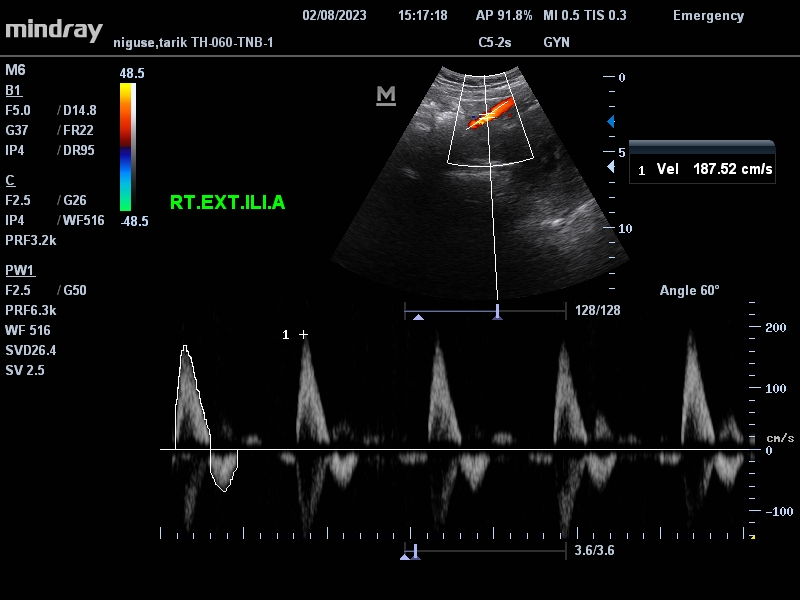 mindray
02/08/2023 15:17:18 AP 91.8% MI 0.5 TIS 0.3 Emergency
niguse,tarik TH-060-TNB-1 C5-2s GYN
M6
B1
F5.0 /D14.8
G37 /FR22
IP4 /DR95
C
F2.5 /G26
IP4 /WF516
PRF3.2k
PW1
F2.5 /G50
PRF6.3k
WF 516
SVD26.4
SV 2.5
48.5
-48.5
M
RT.EXT.ILI.A
0
5
10
1 Vel 187.52 cm/s
Angle 60°
128/128
1 +
200
100
cm/s
0
-100
3.6/3.6